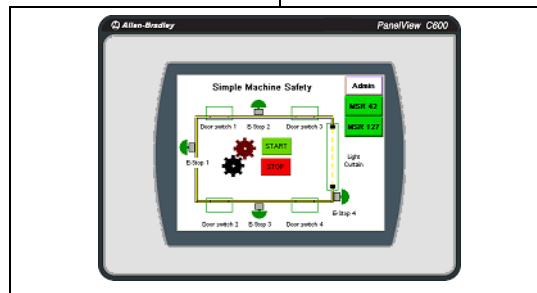 Allen-Bradley PanelView C600
Simple Machine Safety
Admin
MSR 42
MSR 127
Door switch 1 E-Stop 2 Door switch 3
START
STOP
E-Stop 1
Light
Curtain
E-Stop 4
Door switch 2 E-Stop 3 Door switch 4